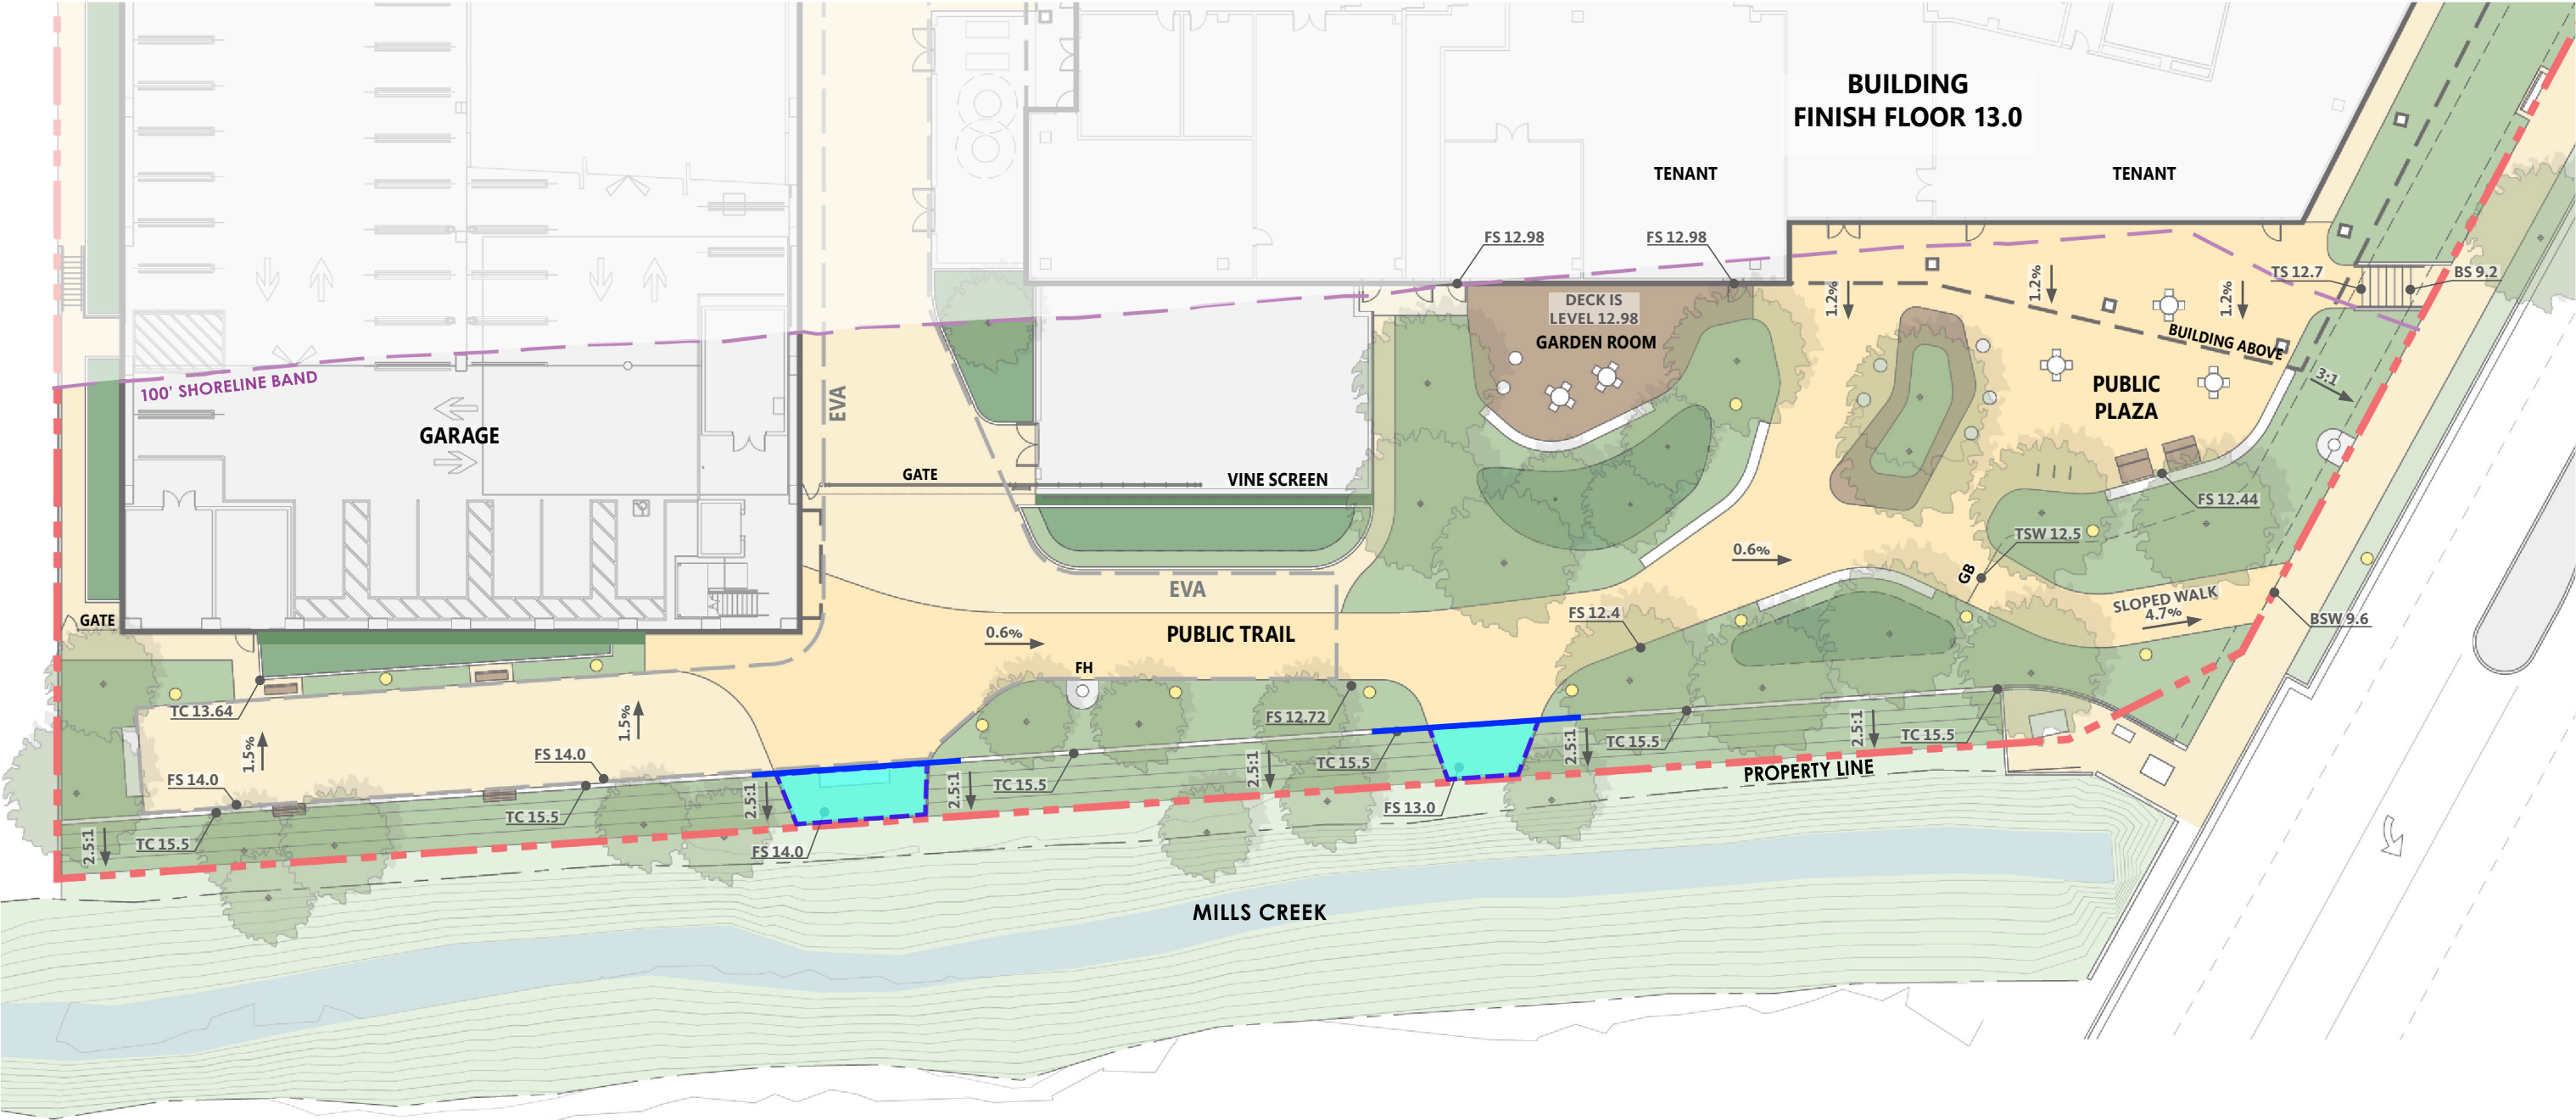 BUILDING
FINISH FLOOR 13.0
TENANT
TENANT
FS 12.98
FS 12.98
1.2%
1.2%
1.2%
TS 12.7
BS 9.2
DECK IS
LEVEL 12.98
GARDEN ROOM
BUILDING ABOVE
3:1
100' SHORELINE BAND
EVA
PUBLIC
PLAZA
GARAGE
GATE
VINE SCREEN
FS 12.44
TSW 12.5
0.6%
GB
EVA
SLOPED WALK
4.7%
BSW 9.6
GATE
FS 12.4
0.6%
PUBLIC TRAIL
FH
TC 13.64
FS 12.72
1.5%
1.5%
FS 14.0
FS 14.0
TC 15.5
TC 15.5
2.5:1
2.5:1
2.5:1
2.5:1
2.5:1
2.5:1
TC 15.5
TC 15.5
TC 15.5
TC 15.5
PROPERTY LINE
FS 13.0
FS 14.0
MILLS CREEK